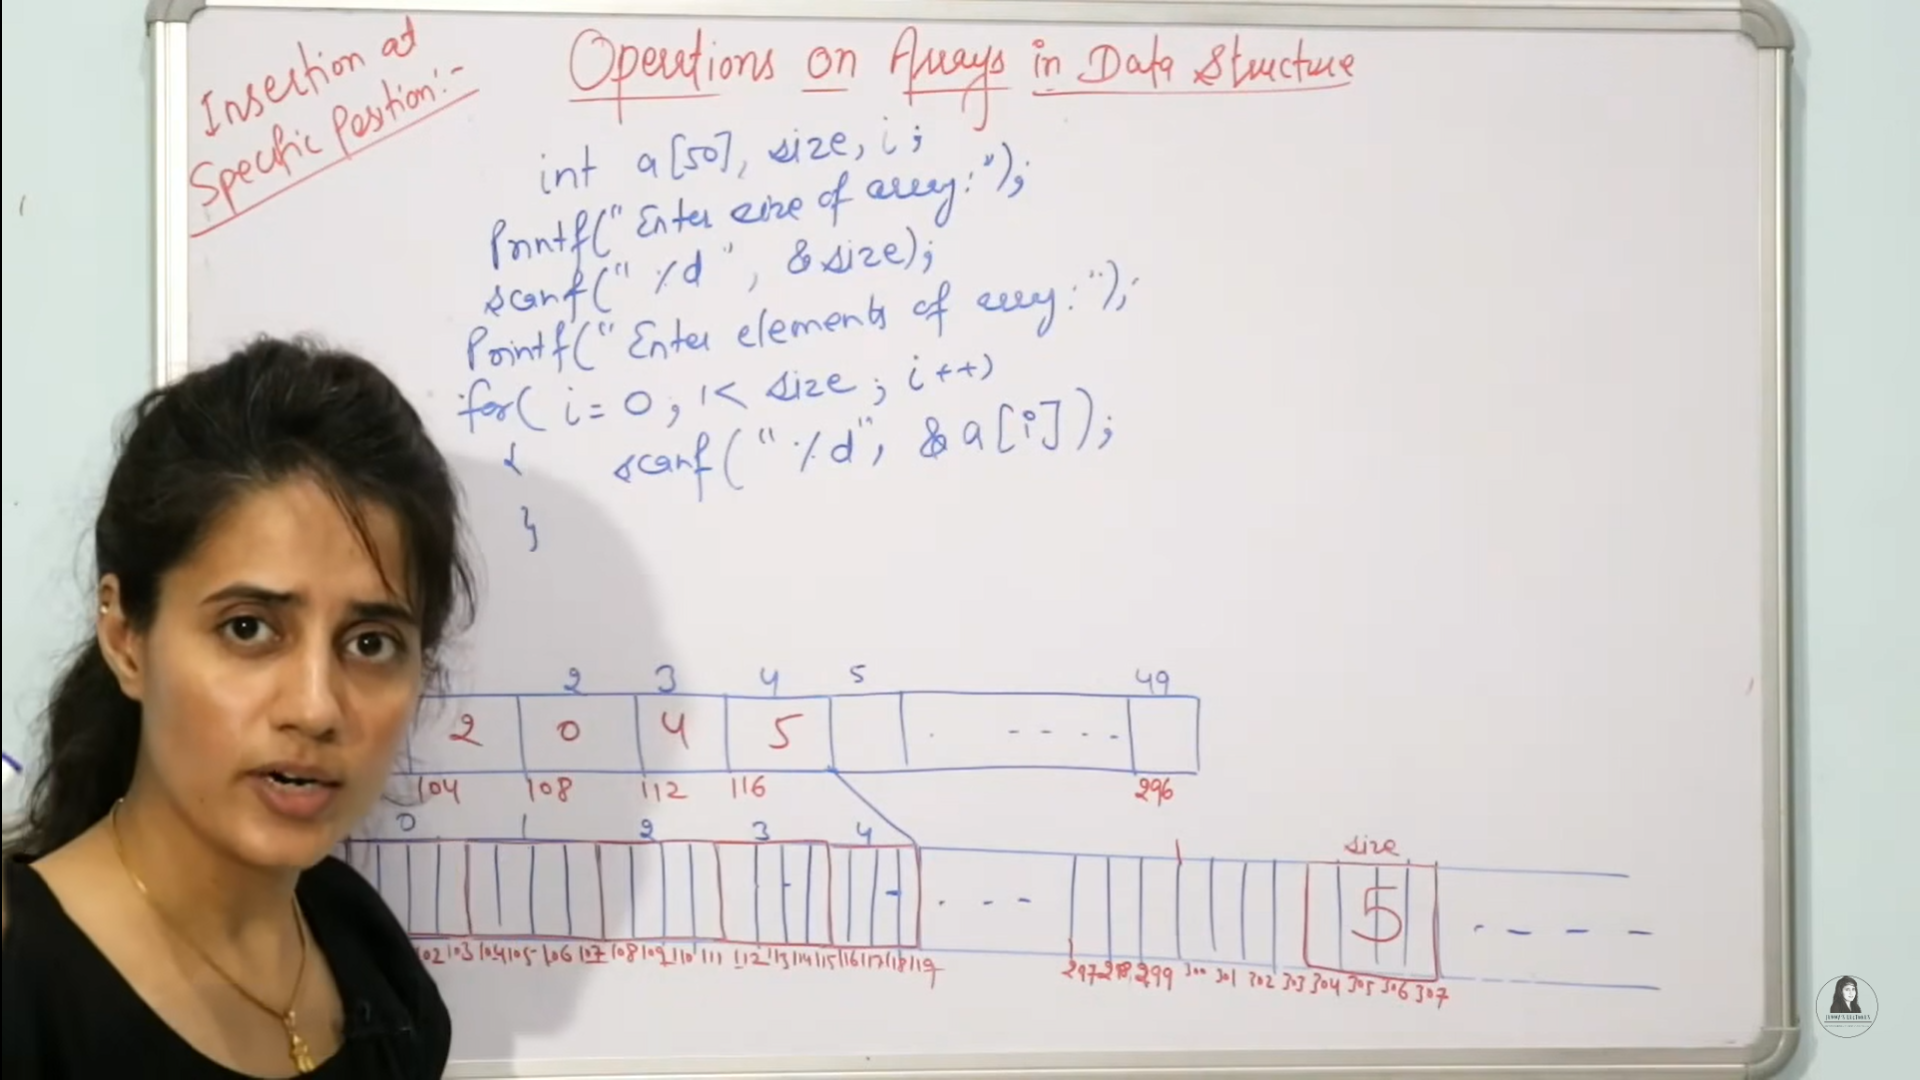 Insertion at
Specific Position:-
Operations on Arrays in Data Structure
int a[50], size, i;
Printf("Enter size of array:");
scanf("%d", &size);
Printf("Enter elements of array:");
for( i=0; i< size; i++)
{ scanf("%d", &a[i]);
}
2 3 4 5 49
2 0 4 5 . - - - -
104 108 112 116 296
0 1 2 3 4
size
. - - - 5 - - - -
103 104 105 106 107 108 109 110 111 112 113 114 115 116 117 118 119 297 298 299 300 301 302 303 304 305 306 307
JENNY'S LECTURES